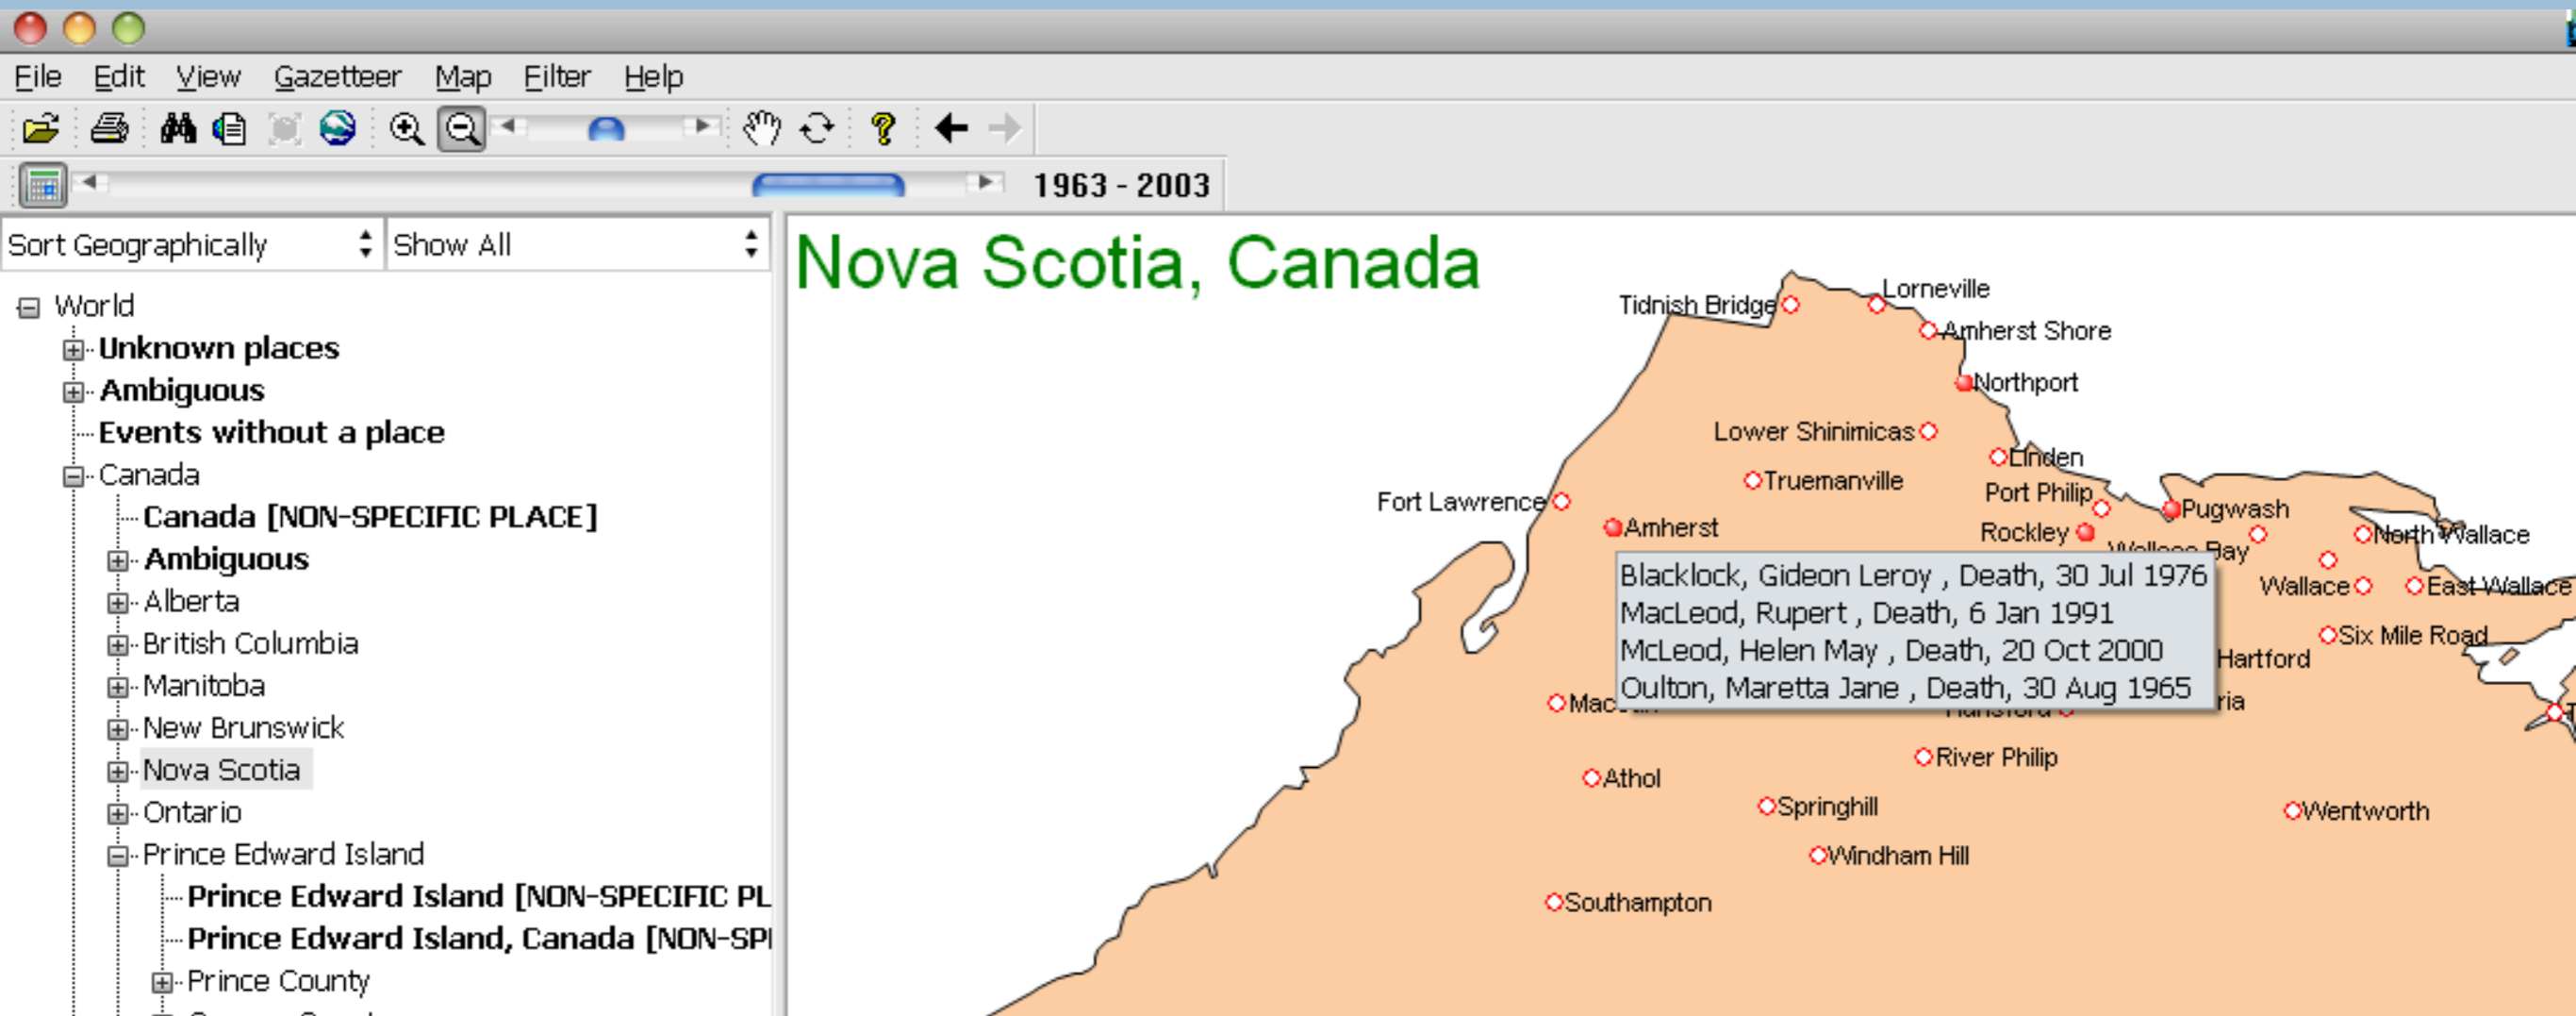 File Edit View Gazetteer Map Filter Help
1963 - 2003
Sort Geographically Show All
World
Unknown places
Ambiguous
Events without a place
Canada
Canada [NON-SPECIFIC PLACE]
Ambiguous
Alberta
British Columbia
Manitoba
New Brunswick
Nova Scotia
Ontario
Prince Edward Island
Prince Edward Island [NON-SPECIFIC PL
Prince Edward Island, Canada [NON-SP
Prince County
Nova Scotia, Canada
Lorneville
Tidnish Bridge
Amherst Shore
Northport
Lower Shinimicas
Linden
Truemanville
Port Philip
Fort Lawrence
Pugwash
Amherst
Rockley
North Wallace
Wallace Bay
Blacklock, Gideon Leroy , Death, 30 Jul 1976
MacLeod, Rupert , Death, 6 Jan 1991
McLeod, Helen May , Death, 20 Oct 2000
Oulton, Maretta Jane , Death, 30 Aug 1965
Wallace
East Wallace
Six Mile Road
Hartford
ria
River Philip
Athol
Springhill
Wentworth
Windham Hill
Southampton